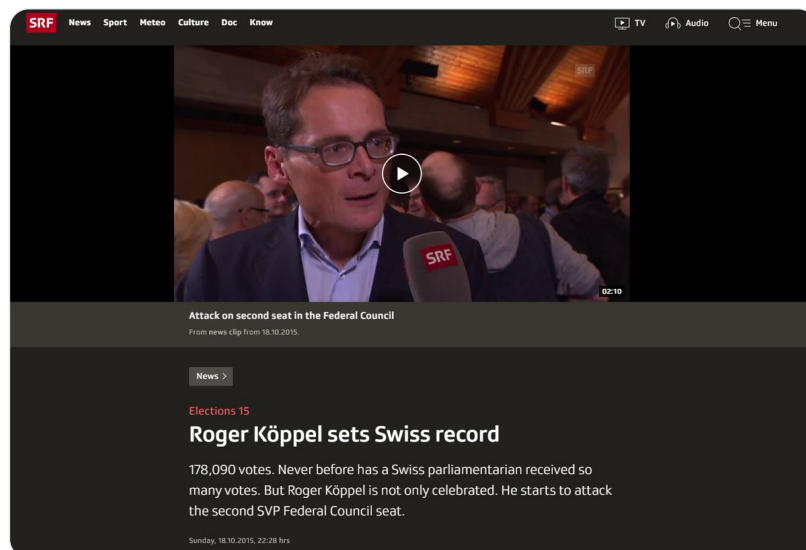 SRF News Sport Meteo Culture Doc Know TV Audio Menu
SRF
SRF
02:10
Attack on second seat in the Federal Council
From news clip from 18.10.2015.
News >
Elections 15
Roger Köppel sets Swiss record
178,090 votes. Never before has a Swiss parliamentarian received so
many votes. But Roger Köppel is not only celebrated. He starts to attack
the second SVP Federal Council seat.
Sunday, 18.10.2015, 22:28 hrs